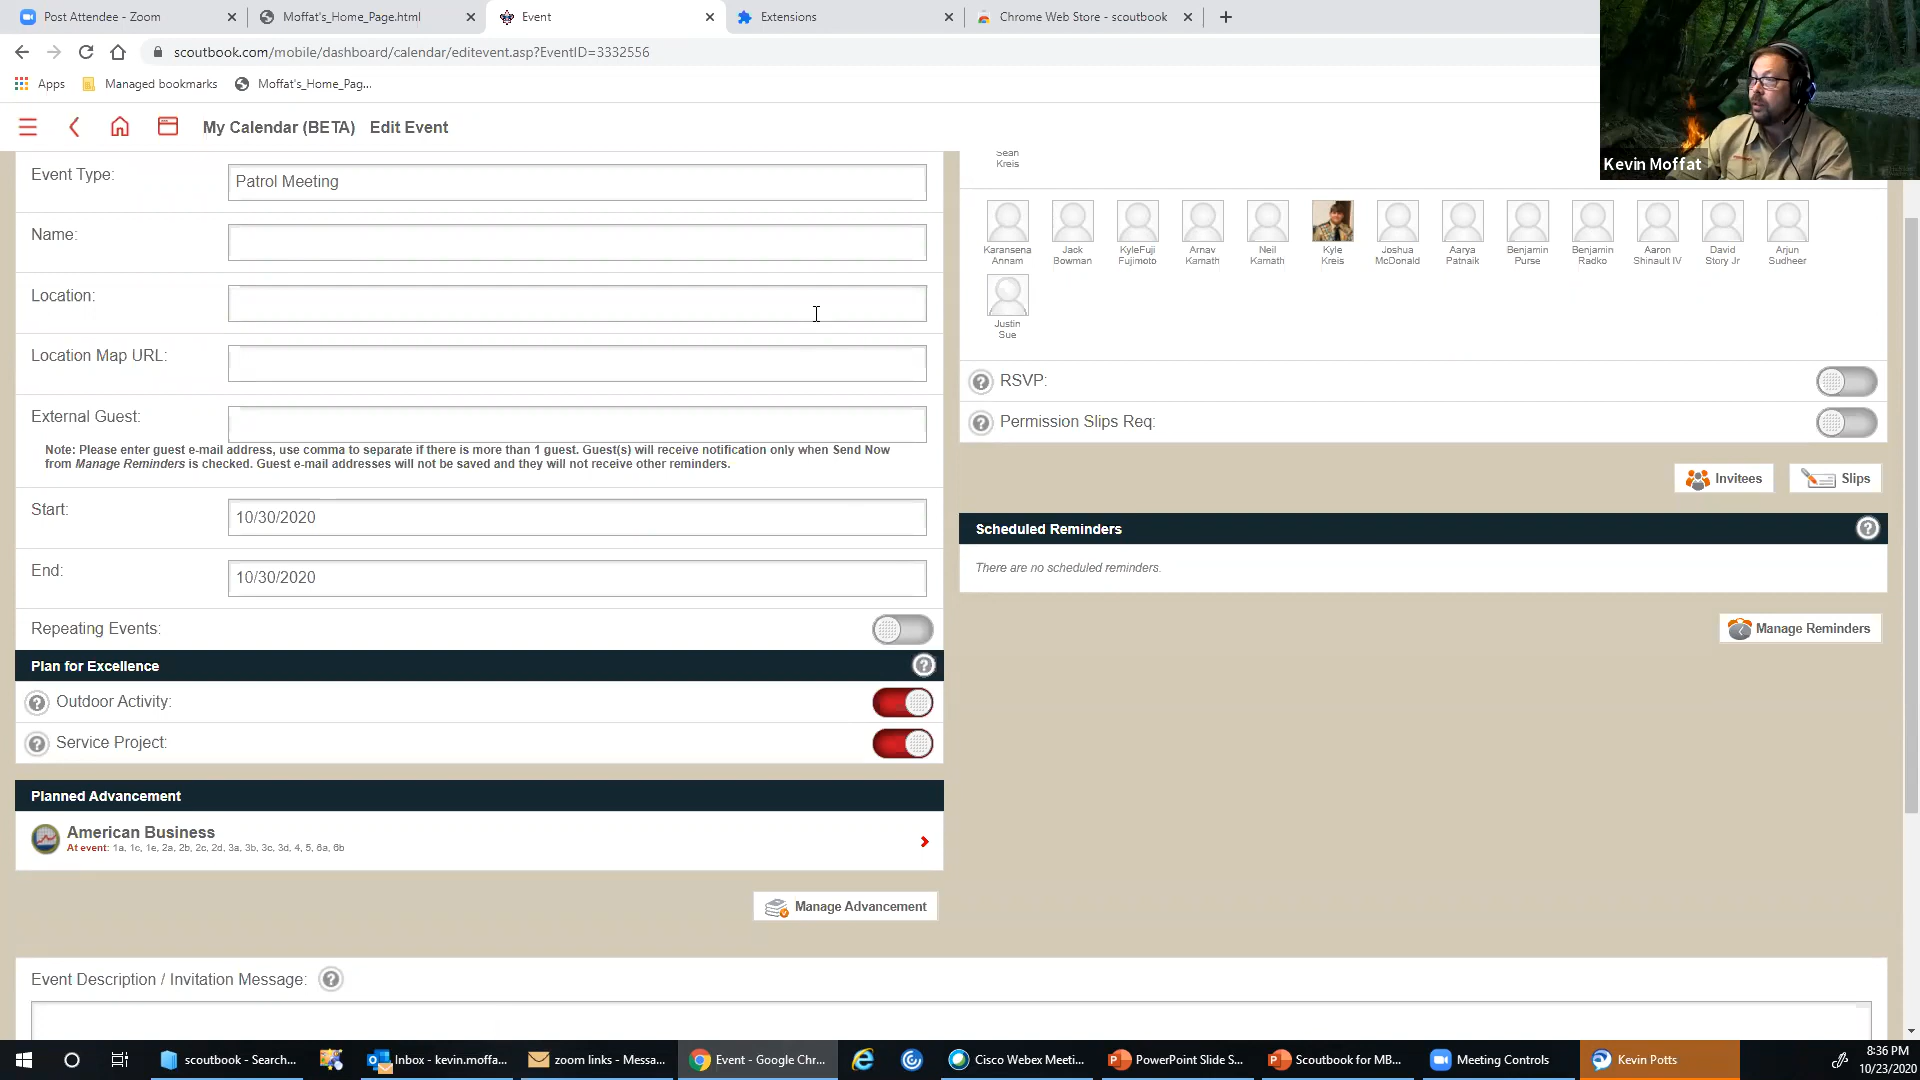 Post Attendee - Zoom
Moffat's_Home_Page.html
Event
Extensions
Chrome Web Store - scoutbook
scoutbook.com/mobile/dashboard/calendar/editevent.asp?EventID=3332556
Apps
Managed bookmarks
Moffat's_Home_Pag...
My Calendar (BETA)
Edit Event
Kevin Moffat
Event Type:
Patrol Meeting
Name:
Location:
Location Map URL:
External Guest:
Note: Please enter guest e-mail address, use comma to separate if there is more than 1 guest. Guest(s) will receive notification only when Send Now
from Manage Reminders is checked. Guest e-mail addresses will not be saved and they will not receive other reminders.
Start:
10/30/2020
End:
10/30/2020
Repeating Events:
Plan for Excellence
Outdoor Activity:
Service Project:
Planned Advancement
American Business
At event: 1a, 1c, 1e, 2a, 2b, 2c, 2d, 3a, 3b, 3c, 3d, 4, 5, 6a, 6b
Manage Advancement
Event Description / Invitation Message:
Sean
Kreis
Karansena
Annam
Jack
Bowman
KyleFuji
Fujimoto
Arnav
Kamath
Neil
Kamath
Kyle
Kreis
Joshua
McDonald
Aarya
Patnaik
Benjamin
Purse
Benjamin
Radko
Aaron
Shinault IV
David
Story Jr
Arjun
Sudheer
Justin
Sue
RSVP:
Permission Slips Req:
Invitees
Slips
Scheduled Reminders
There are no scheduled reminders.
Manage Reminders
scoutbook - Search...
Inbox - kevin.moffa...
zoom links - Messa...
Event - Google Chr...
Cisco Webex Meeti...
PowerPoint Slide S...
Scoutbook for MB...
Meeting Controls
Kevin Potts
8:36 PM
10/23/2020